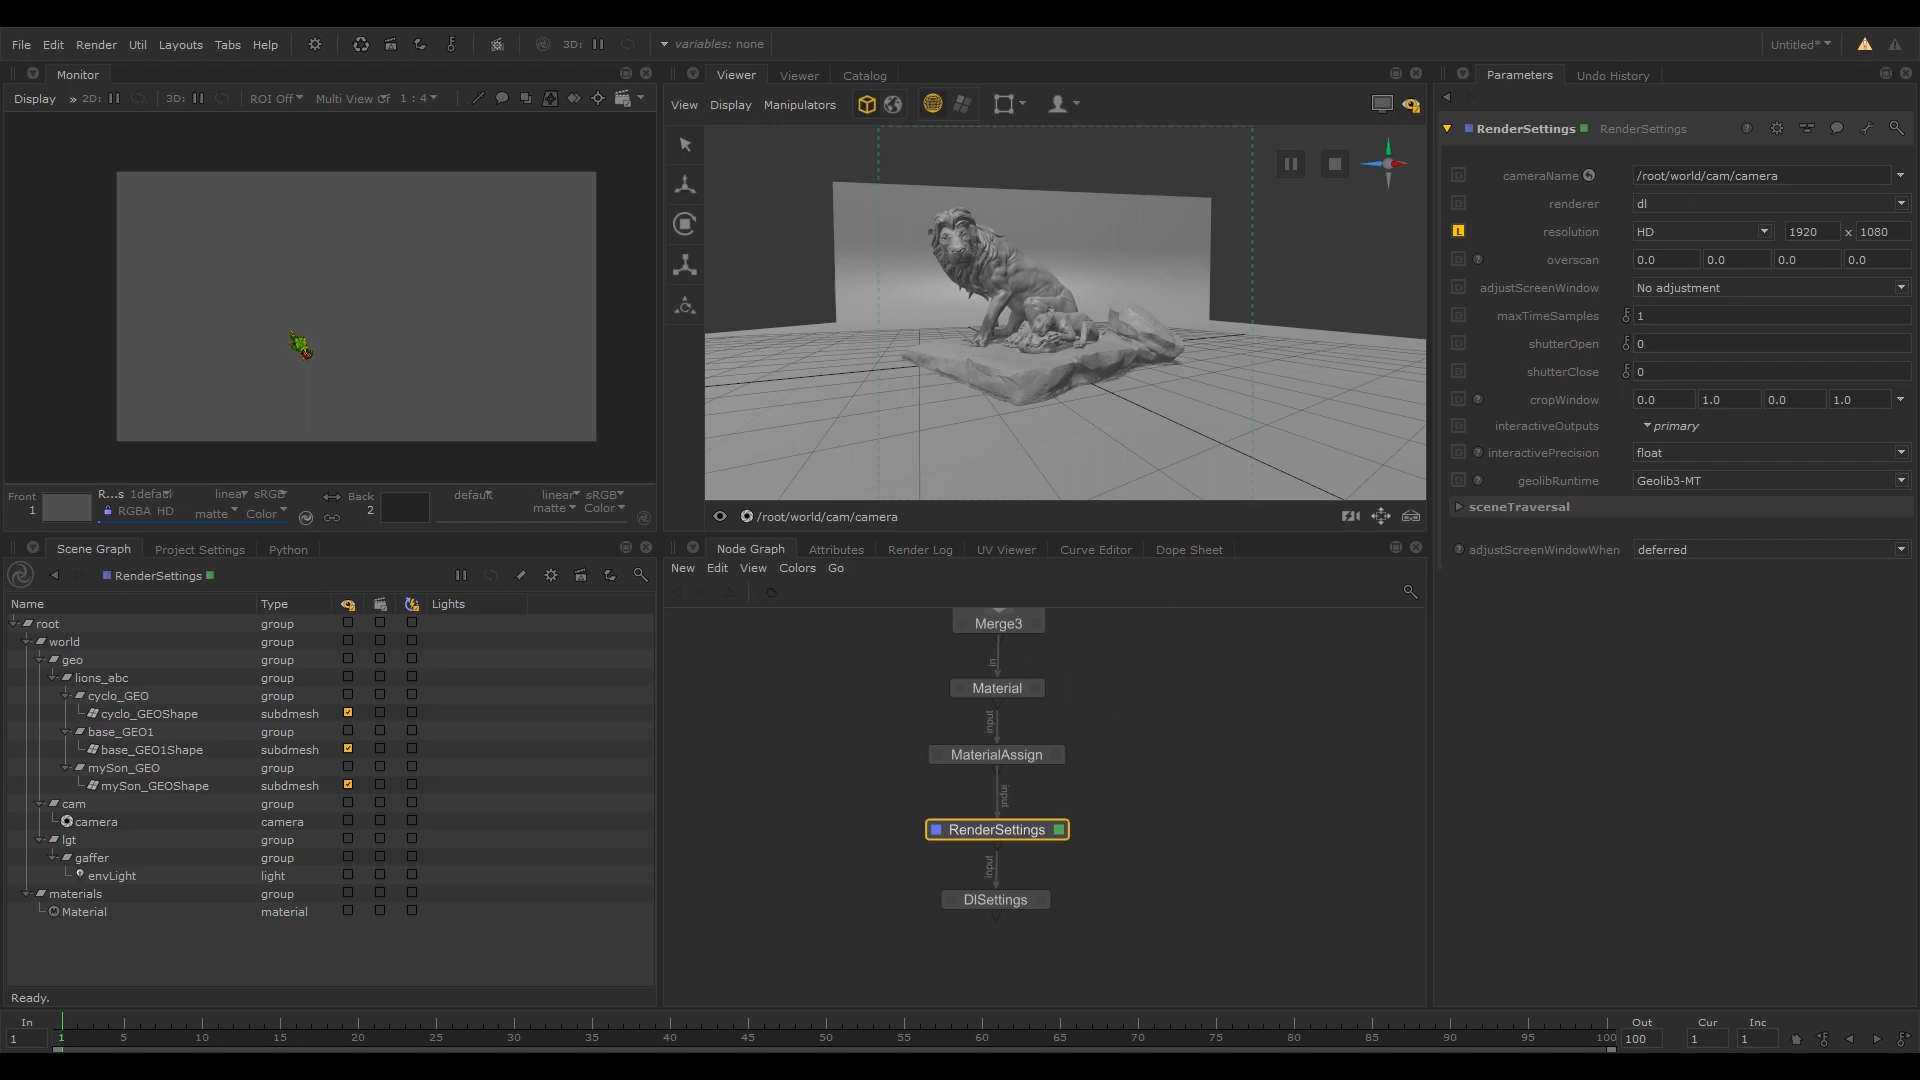 File Edit Render Util Layouts Tabs Help 3D: variables: none Untitled*
Monitor
Display » 2D: 3D: ROI Off Multi View Off 1 : 4
Front 1 R...s 1default linear sRGB Back 2 default linear sRGB
RGBA HD matte Color matte Color
Viewer Viewer Catalog
View Display Manipulators
/root/world/cam/camera
Parameters Undo History
RenderSettings RenderSettings
cameraName /root/world/cam/camera
renderer dl
L resolution HD 1920 x 1080
overscan 0.0 0.0 0.0 0.0
adjustScreenWindow No adjustment
maxTimeSamples 1
shutterOpen 0
shutterClose 0
cropWindow 0.0 1.0 0.0 1.0
interactiveOutputs primary
interactivePrecision float
geolibRuntime Geolib3-MT
sceneTraversal
adjustScreenWindowWhen deferred
Scene Graph Project Settings Python
RenderSettings
Name Type Lights
root group
world group
geo group
lions_abc group
cyclo_GEO group
cyclo_GEOShape subdmesh
base_GEO1 group
base_GEO1Shape subdmesh
mySon_GEO group
mySon_GEOShape subdmesh
cam group
camera camera
lgt group
gaffer group
envLight light
materials group
Material material
Ready.
Node Graph Attributes Render Log UV Viewer Curve Editor Dope Sheet
New Edit View Colors Go
Merge3
in
Material
input
MaterialAssign
input
RenderSettings
input
DlSettings
In Out Cur Inc
1 1 5 10 15 20 25 30 35 40 45 50 55 60 65 70 75 80 85 90 95 100 100 1 1